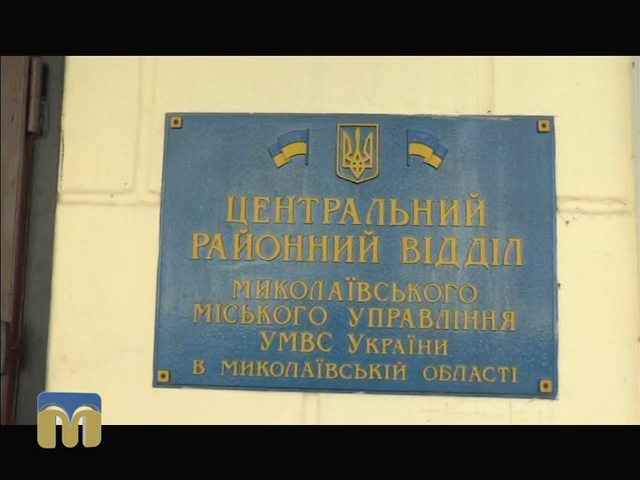 ЦЕНТРАЛЬНИЙ
РАЙОННИЙ ВІДДІЛ
МИКОЛАЇВСЬКОГО
МІСЬКОГО УПРАВЛІННЯ
УМВС УКРАЇНИ
В МИКОЛАЇВСЬКІЙ ОБЛАСТІ
М